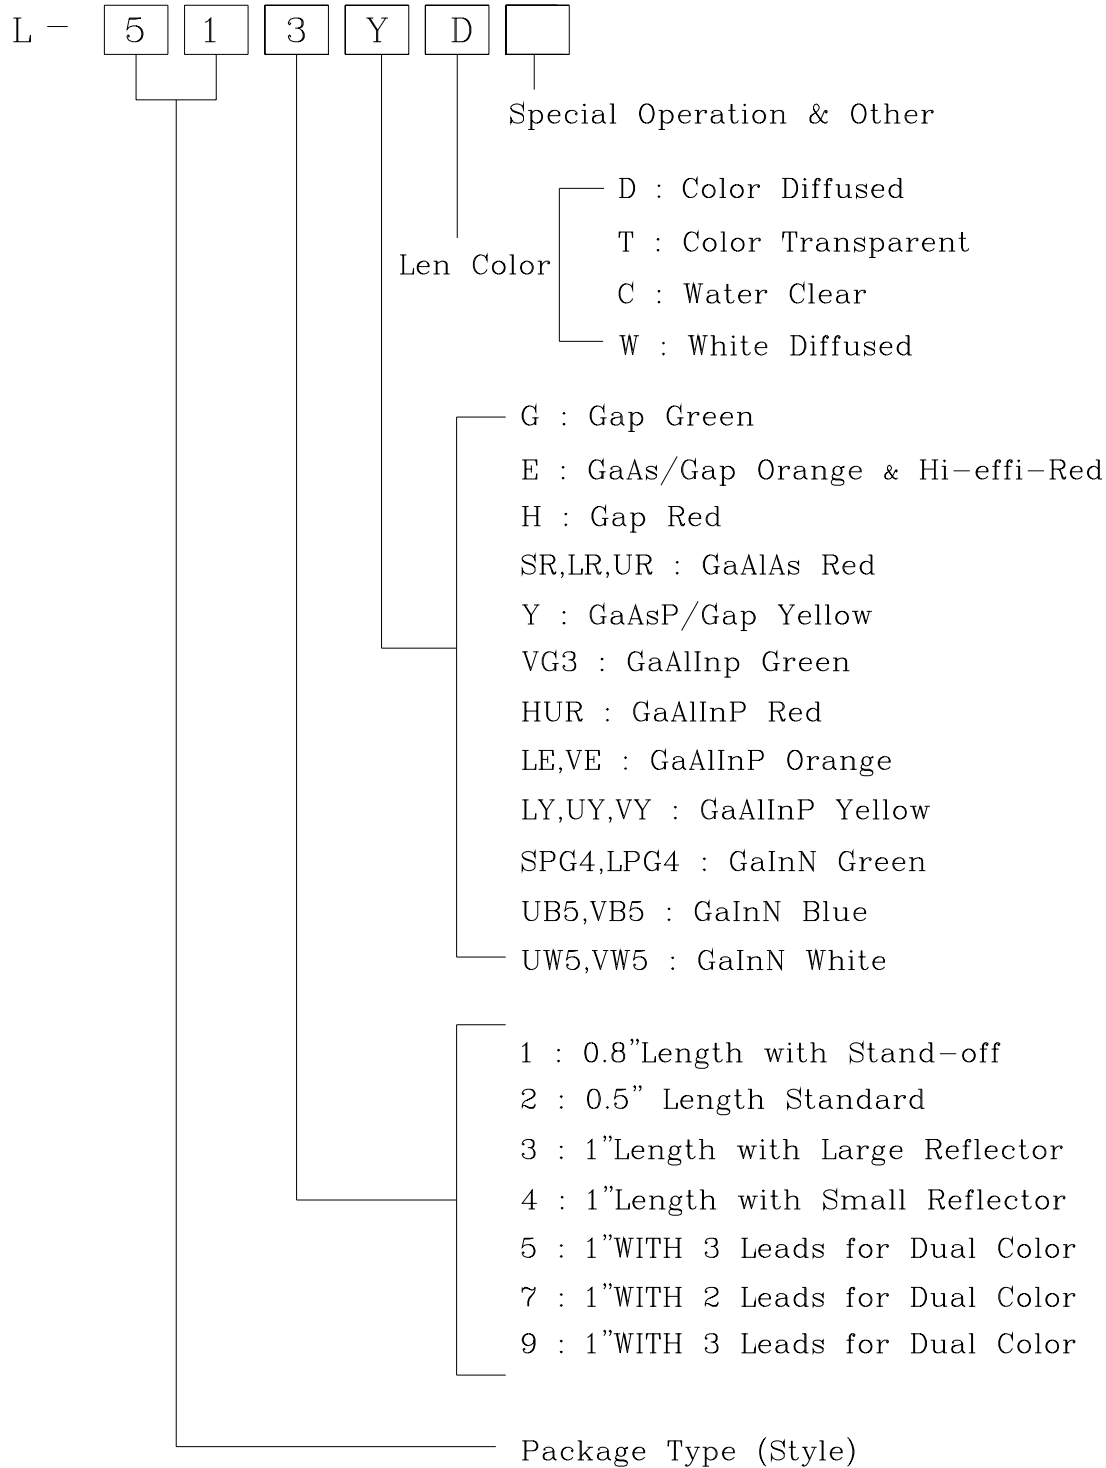 L- 5 1 3 Y D
Special Operation & Other
D : Color Diffused
T : Color Transparent
Len Color
C : Water Clear
W : White Diffused
G : Gap Green
E : GaAs/Gap Orange & Hi-effi-Red
H : Gap Red
SR,LR,UR : GaAlAs Red
Y : GaAsP/Gap Yellow
VG3 : GaAlInp Green
HUR : GaAlInP Red
LE,VE : GaAlInP Orange
LY,UY,VY : GaAlInP Yellow
SPG4,LPG4 : GaInN Green
UB5,VB5 : GaInN Blue
UW5,VW5 : GaInN White
1 : 0.8”Length with Stand-off
2 : 0.5” Length Standard
3 : 1”Length with Large Reflector
4 : 1”Length with Small Reflector
5 : 1”WITH 3 Leads for Dual Color
7 : 1”WITH 2 Leads for Dual Color
9 : 1”WITH 3 Leads for Dual Color
Package Type (Style)